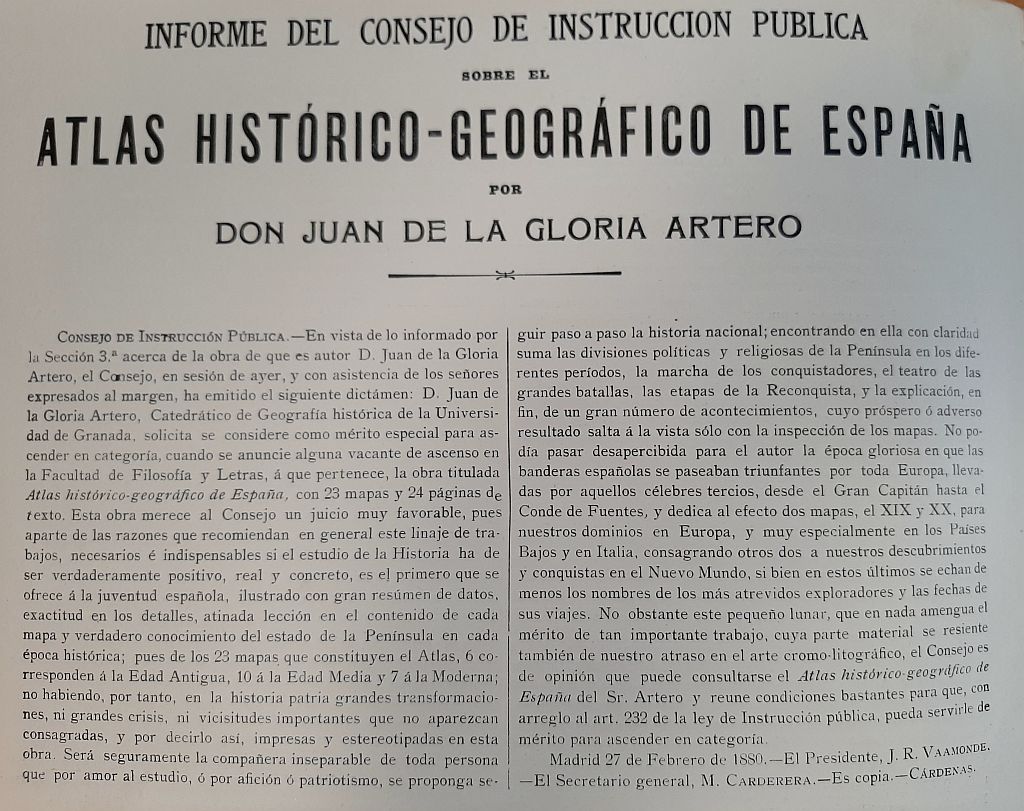 INFORME DEL CONSEJO DE INSTRUCCION PUBLICA
SOBRE EL
ATLAS HISTÓRICO-GEOGRÁFICO DE ESPAÑA
POR
DON JUAN DE LA GLORIA ARTERO
CONSEJO DE INSTRUCCIÓN PÚBLICA.—En vista de lo informado por
la Sección 3.ª acerca de la obra de que es autor D. Juan de la Gloria
Artero, el Consejo, en sesión de ayer, y con asistencia de los señores
expresados al margen, ha emitido el siguiente dictámen: D. Juan de
la Gloria Artero, Catedrático de Geografía histórica de la Universi-
dad de Granada, solicita se considere como mérito especial para as-
cender en categoría, cuando se anuncie alguna vacante de ascenso en
la Facultad de Filosofía y Letras, á que pertenece, la obra titulada
Atlas histórico-geográfico de España, con 23 mapas y 24 páginas de
texto. Esta obra merece al Consejo un juicio muy favorable, pues
aparte de las razones que recomiendan en general este linaje de tra-
bajos, necesarios é indispensables si el estudio de la Historia ha de
ser verdaderamente positivo, real y concreto, es el primero que se
ofrece á la juventud española, ilustrado con gran resúmen de datos,
exactitud en los detalles, atinada lección en el contenido de cada
mapa y verdadero conocimiento del estado de la Península en cada
época histórica; pues de los 23 mapas que constituyen el Atlas, 6 co-
rresponden á la Edad Antigua, 10 á la Edad Media y 7 á la Moderna;
no habiendo, por tanto, en la historia patria grandes transformacio-
nes, ni grandes crisis, ni vicisitudes importantes que no aparezcan
consagradas, y por decirlo así, impresas y estereotipadas en esta
obra. Será seguramente la compañera inseparable de toda persona
que por amor al estudio, ó por afición ó patriotismo, se proponga se-
guir paso a paso la historia nacional; encontrando en ella con claridad
suma las divisiones políticas y religiosas de la Península en los dife-
rentes períodos, la marcha de los conquistadores, el teatro de las
grandes batallas, las etapas de la Reconquista, y la explicación, en
fin, de un gran número de acontecimientos, cuyo próspero ó adverso
resultado salta á la vista sólo con la inspección de los mapas. No po-
día pasar desapercibida para el autor la época gloriosa en que las
banderas españolas se paseaban triunfantes por toda Europa, lleva-
das por aquellos célebres tercios, desde el Gran Capitán hasta el
Conde de Fuentes, y dedica al efecto dos mapas, el XIX y XX, para
nuestros dominios en Europa, y muy especialmente en los Países
Bajos y en Italia, consagrando otros dos a nuestros descubrimientos
y conquistas en el Nuevo Mundo, si bien en estos últimos se echan de
menos los nombres de los más atrevidos exploradores y las fechas de
sus viajes. No obstante este pequeño lunar, que en nada amengua el
mérito de tan importante trabajo, cuya parte material se resiente
también de nuestro atraso en el arte cromo-litográfico, el Consejo es
de opinión que puede consultarse el Atlas histórico-geográfico de
España del Sr. Artero y reune condiciones bastantes para que, con
arreglo al art. 232 de la ley de Instrucción pública, pueda servirle de
mérito para ascender en categoría.
Madrid 27 de Febrero de 1880.—El Presidente, J. R. VAAMONDE.
—El Secretario general, M. CARDERERA.—Es copia.—CÁRDENAS.